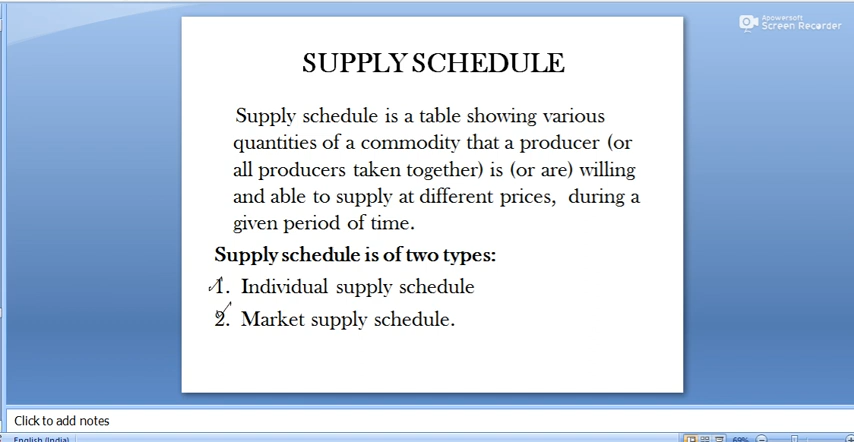 Apowersoft
Screen Recorder
SUPPLY SCHEDULE
Supply schedule is a table showing various
quantities of a commodity that a producer (or
all producers taken together) is (or are) willing
and able to supply at different prices, during a
given period of time.
Supply schedule is of two types:
1. Individual supply schedule
2. Market supply schedule.
Click to add notes
English (India)
69%